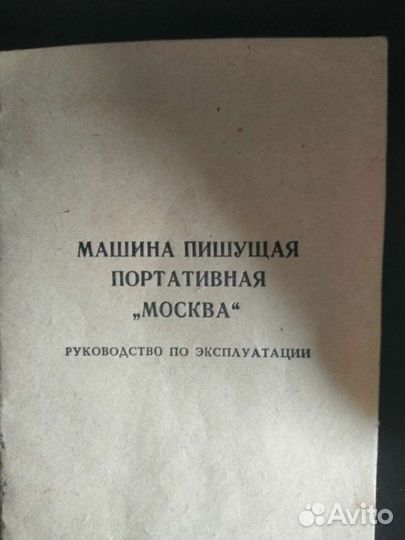 МАШИНА ПИШУЩАЯ
ПОРТАТИВНАЯ
„МОСКВА“
РУКОВОДСТВО ПО ЭКСПЛУАТАЦИИ
Avito